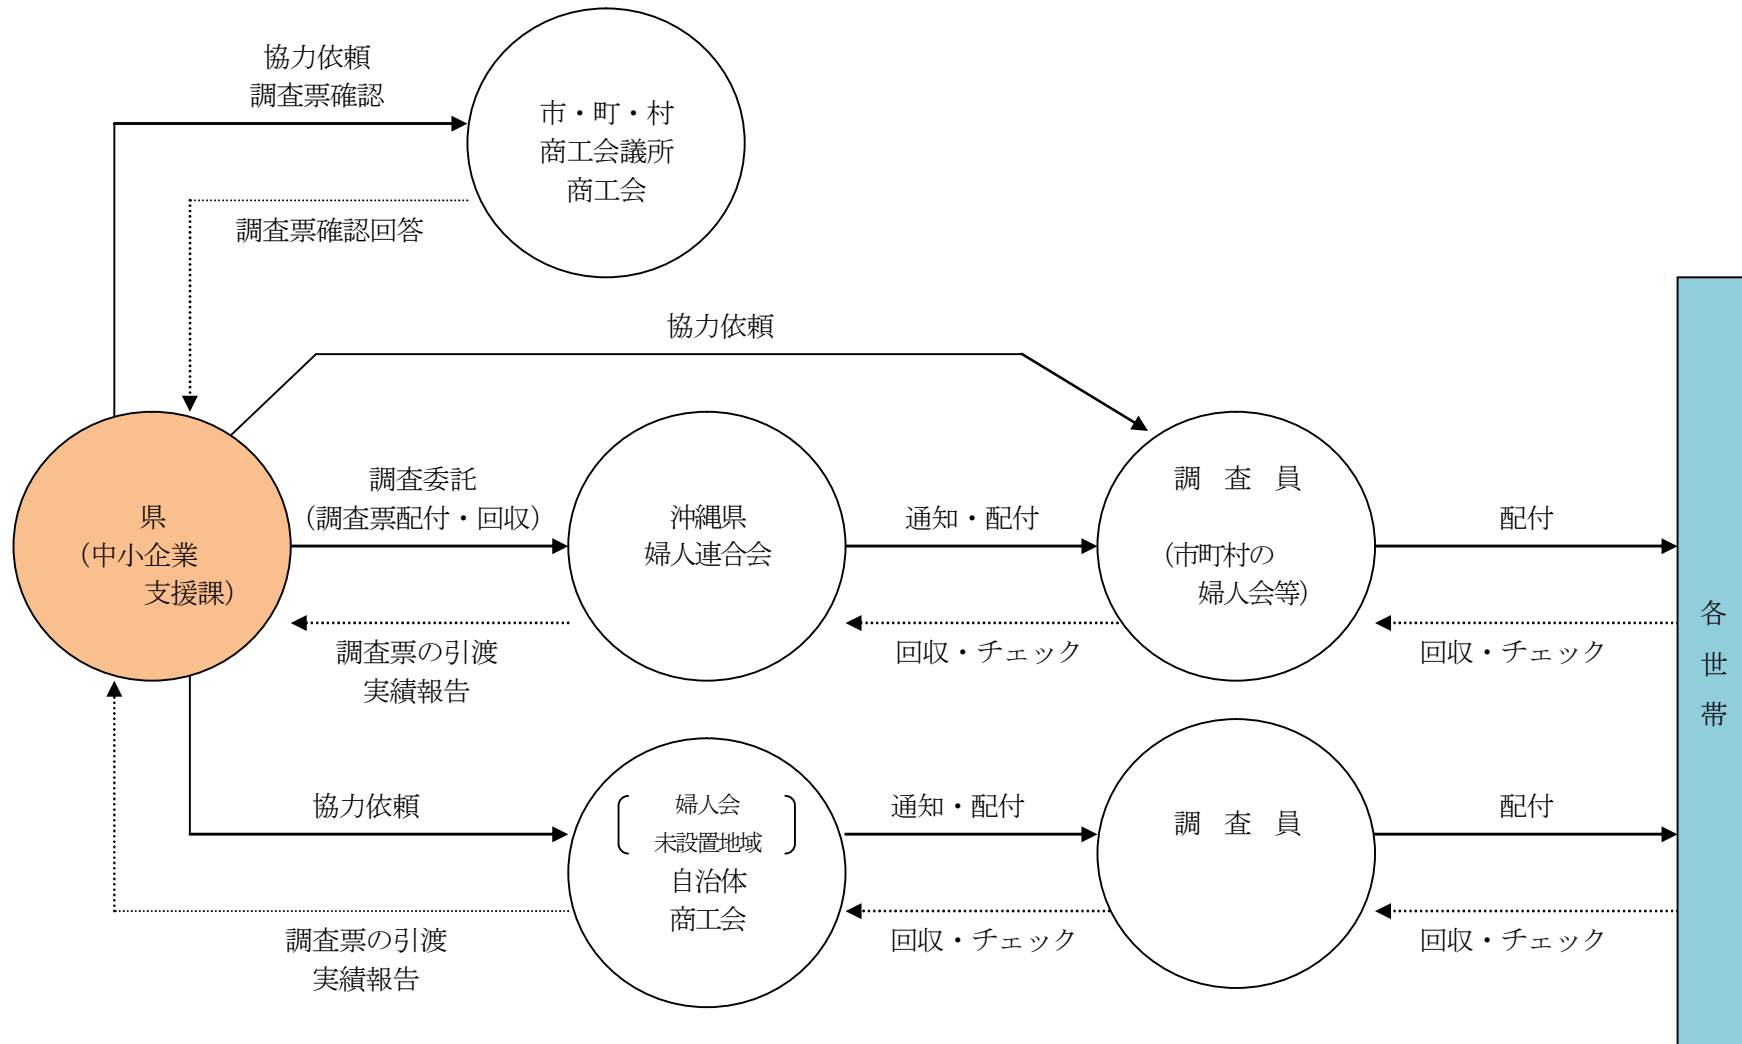 協力依頼
調査票確認
市・町・村
商工会議所
商工会
調査票確認回答
協力依頼
県
（中小企業
支援課）
調査委託
（調査票配付・回収）
沖縄県
婦人連合会
通知・配付
調　査　員
（市町村の
婦人会等）
配付
調査票の引渡
実績報告
回収・チェック
回収・チェック
各
世
帯
協力依頼
婦人会
未設置地域
自治体
商工会
通知・配付
調　査　員
配付
調査票の引渡
実績報告
回収・チェック
回収・チェック